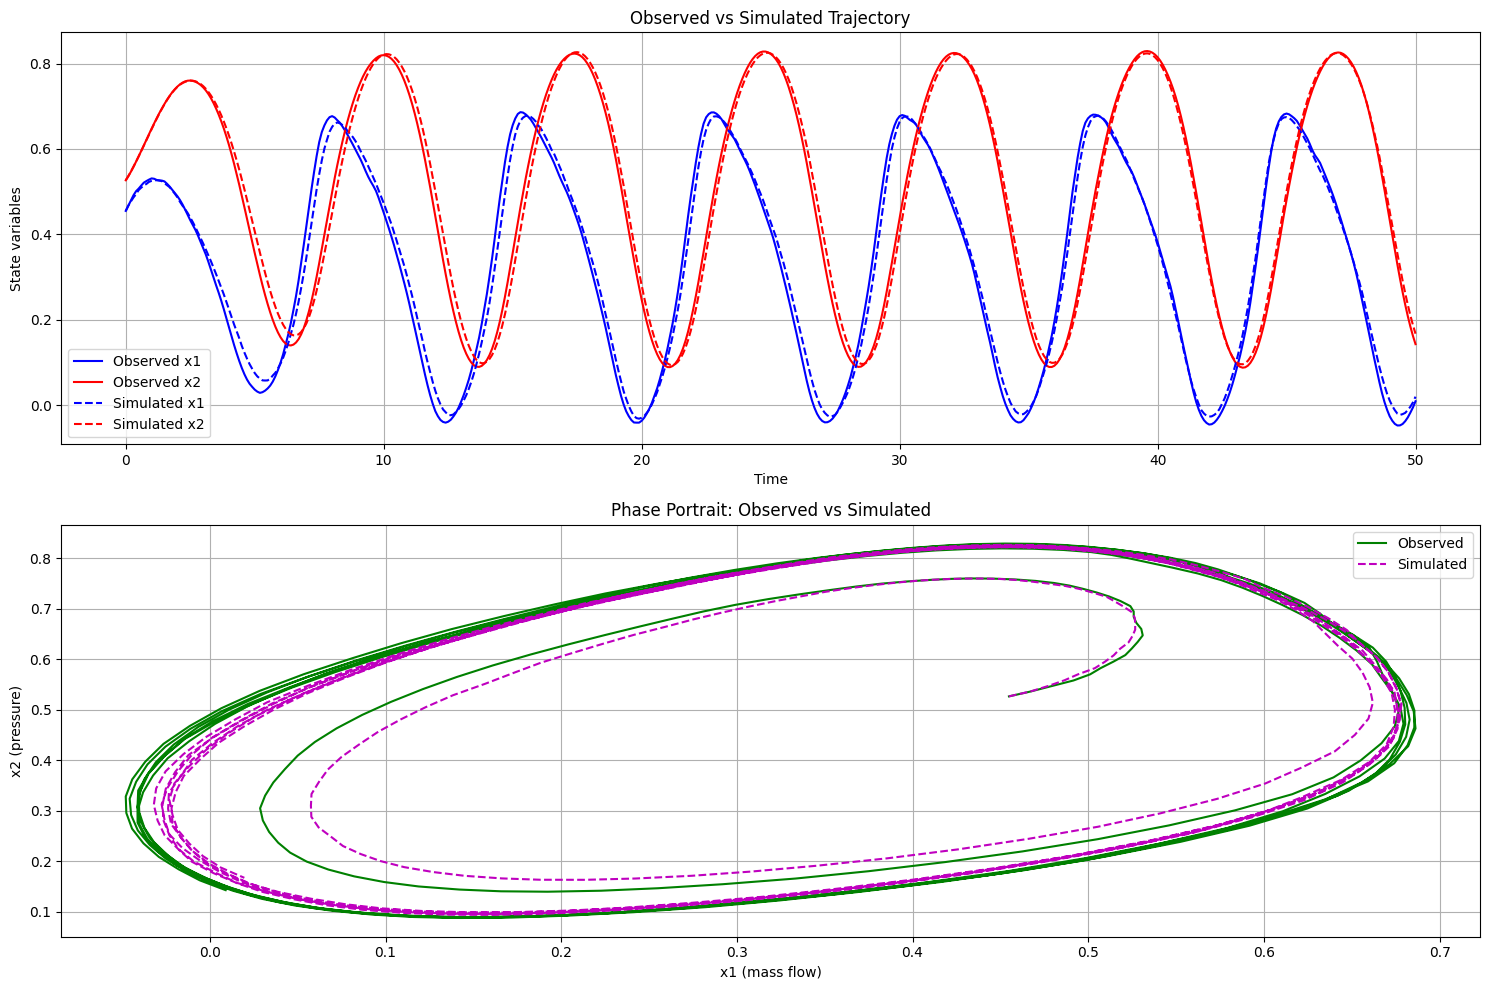 Observed vs Simulated Trajectory
State variables
0.8
0.6
0.4
0.2
0.0
Observed x1
Observed x2
Simulated x1
Simulated x2
0 10 20 30 40 50
Time
Phase Portrait: Observed vs Simulated
x2 (pressure)
0.8
0.7
0.6
0.5
0.4
0.3
0.2
0.1
Observed
Simulated
0.0 0.1 0.2 0.3 0.4 0.5 0.6 0.7
x1 (mass flow)